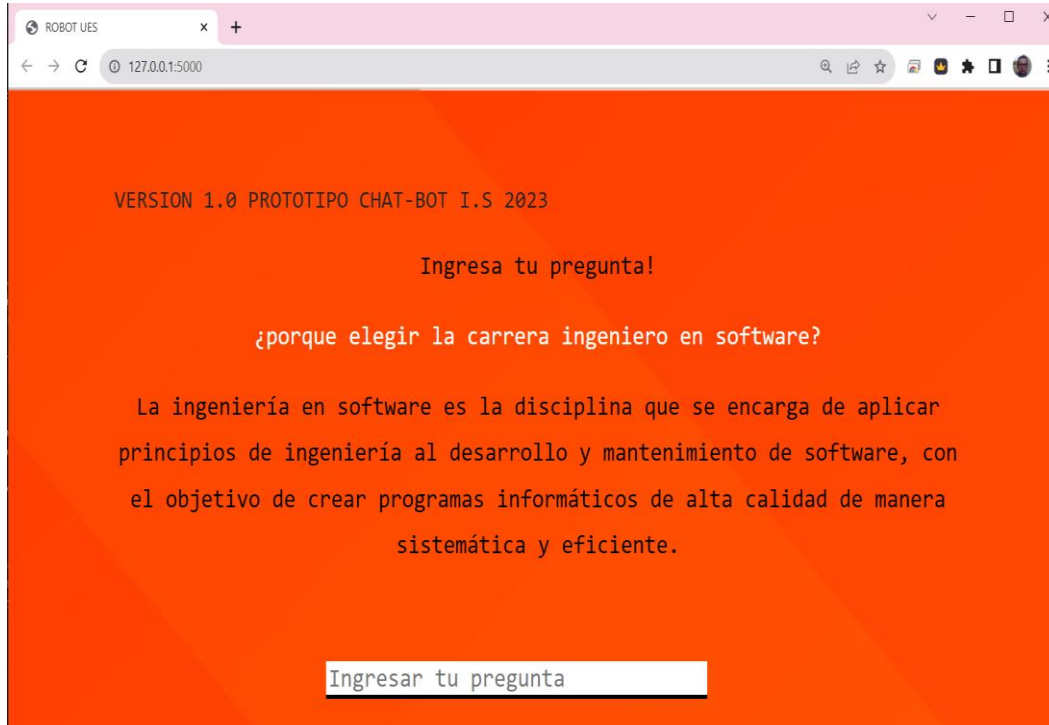 ROBOT UES
127.0.0.1:5000
VERSION 1.0 PROTOTIPO CHAT-BOT I.S 2023
Ingresa tu pregunta!
¿porque elegir la carrera ingeniero en software?
La ingeniería en software es la disciplina que se encarga de aplicar
principios de ingeniería al desarrollo y mantenimiento de software, con
el objetivo de crear programas informáticos de alta calidad de manera
sistemática y eficiente.
Ingresar tu pregunta